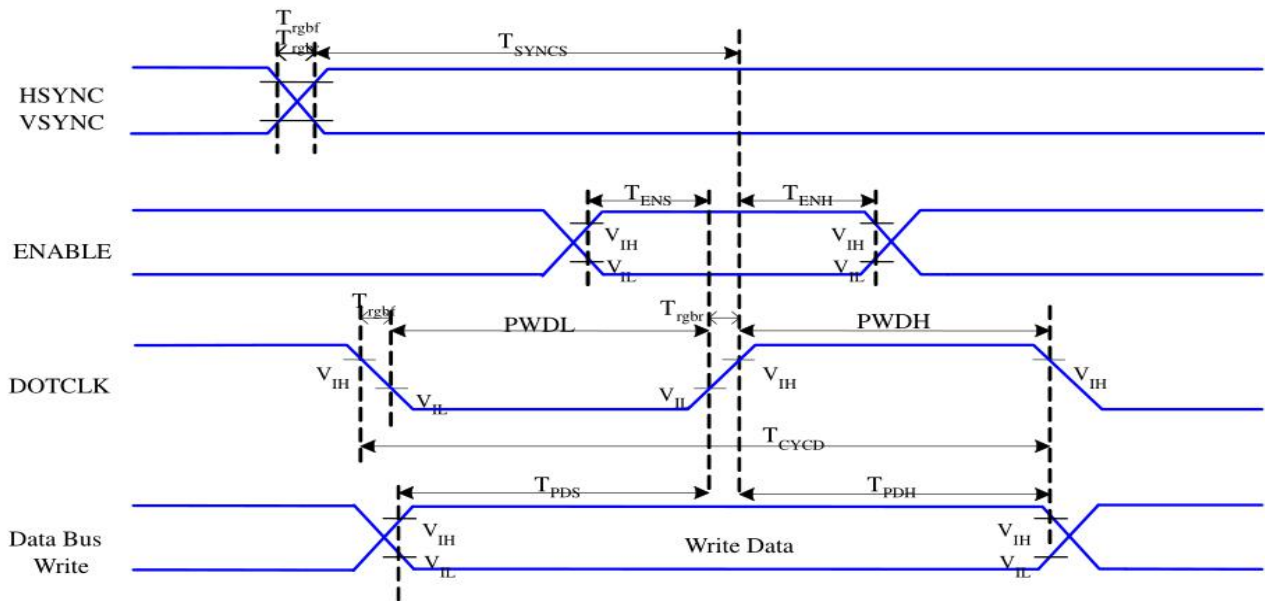 Trgbf
Trgbr TSYNCS
HSYNC
VSYNC
TENS TENH
VIH VIH
ENABLE
VIL VIL
Trgbf Trgbr
PWDL PWDH
DOTCLK
VIH VIH VIH
VIL VIL
TCYCD
TPDS TPDH
VIH VIH
Data Bus
Write
Write Data
VIL VIL